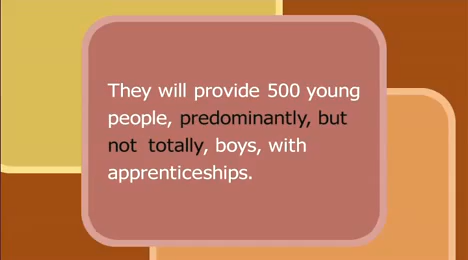 They will provide 500 young
people, predominantly, but
not totally, boys, with
apprenticeships.